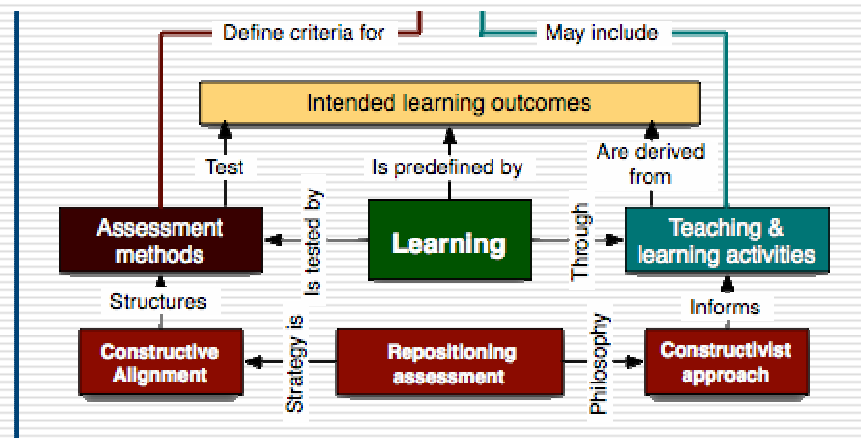 Define criteria for
May include
Intended learning outcomes
Test
Is predefined by
Are derived
from
Assessment
methods
Is tested by
Learning
Through
Teaching &
learning activities
Structures
Informs
Constructive
Alignment
Strategy is
Repositioning
assessment
Philosophy
Constructivist
approach